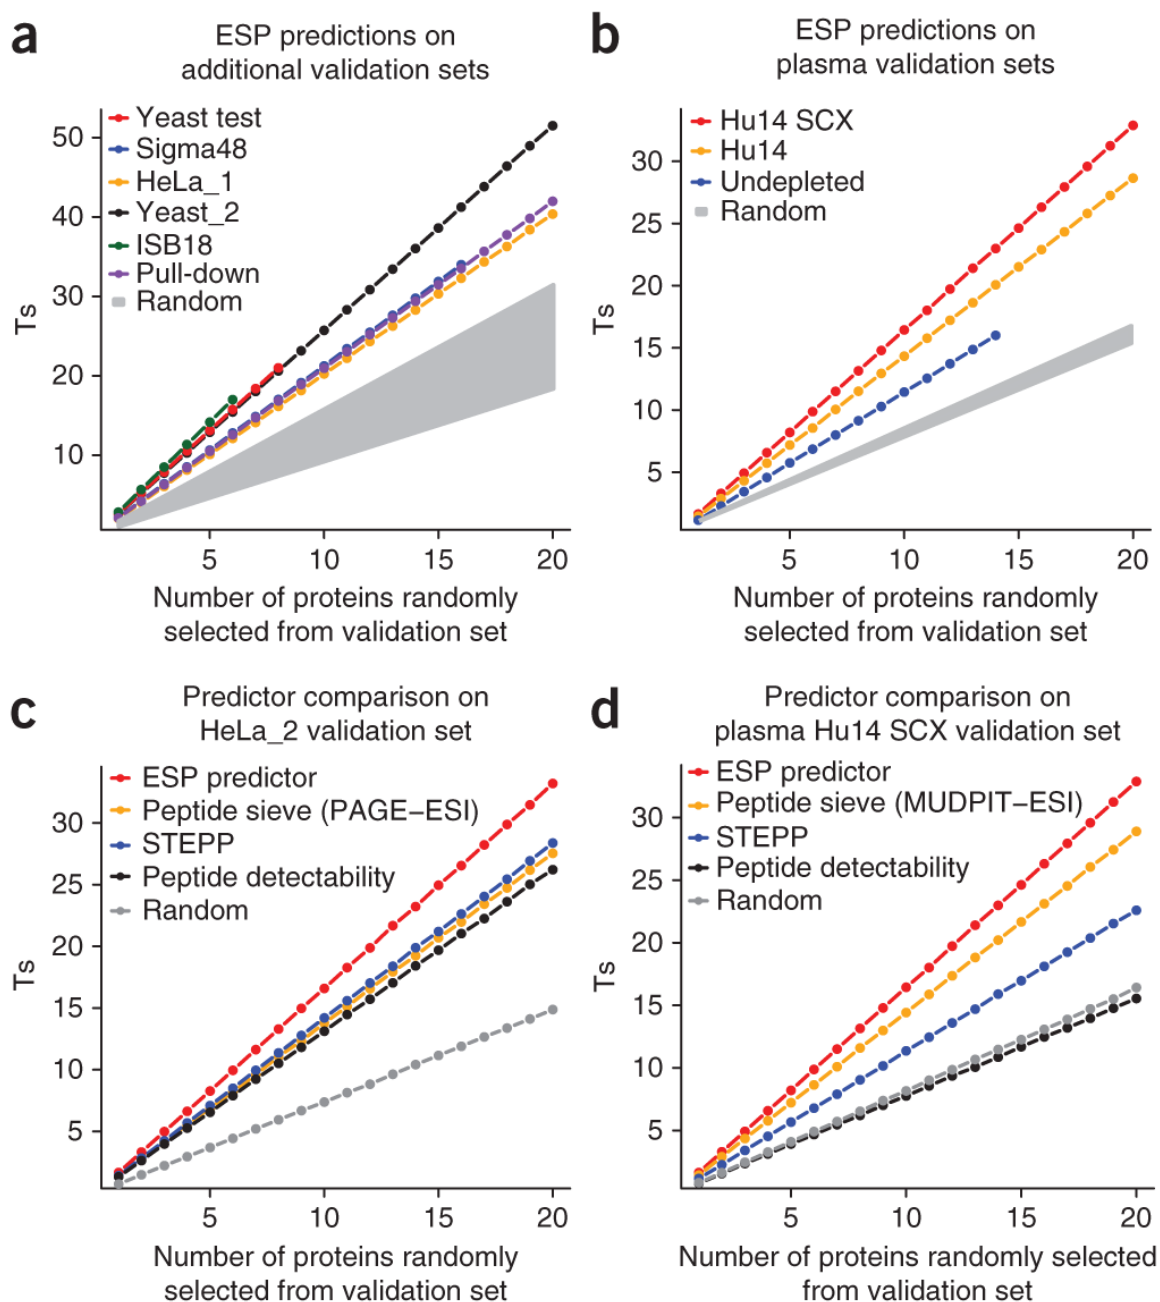 a
ESP predictions on
additional validation sets
Yeast test
Sigma48
HeLa_1
Yeast_2
ISB18
Pull-down
Random
Ts
50
40
30
20
10
5
10
15
20
Number of proteins randomly
selected from validation set
b
ESP predictions on
plasma validation sets
Hu14 SCX
Hu14
Undepleted
Random
Ts
30
25
20
15
10
5
5
10
15
20
Number of proteins randomly
selected from validation set
c
Predictor comparison on
HeLa_2 validation set
ESP predictor
Peptide sieve (PAGE–ESI)
STEPP
Peptide detectability
Random
Ts
30
25
20
15
10
5
5
10
15
20
Number of proteins randomly
selected from validation set
d
Predictor comparison on
plasma Hu14 SCX validation set
ESP predictor
Peptide sieve (MUDPIT–ESI)
STEPP
Peptide detectability
Random
Ts
30
25
20
15
10
5
5
10
15
20
Number of proteins randomly selected
from validation set